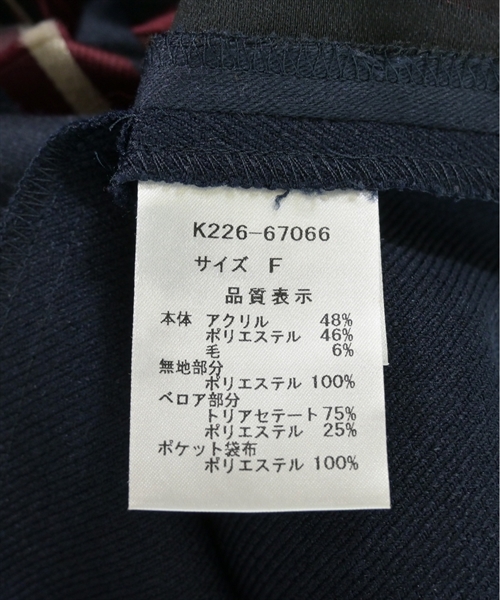 K226-67066
サイズ F
品質表示
本体 アクリル 48%
ポリエステル 46%
毛 6%
無地部分
ポリエステル 100%
ベロア部分
トリアセテート 75%
ポリエステル 25%
ポケット袋布
ポリエステル 100%